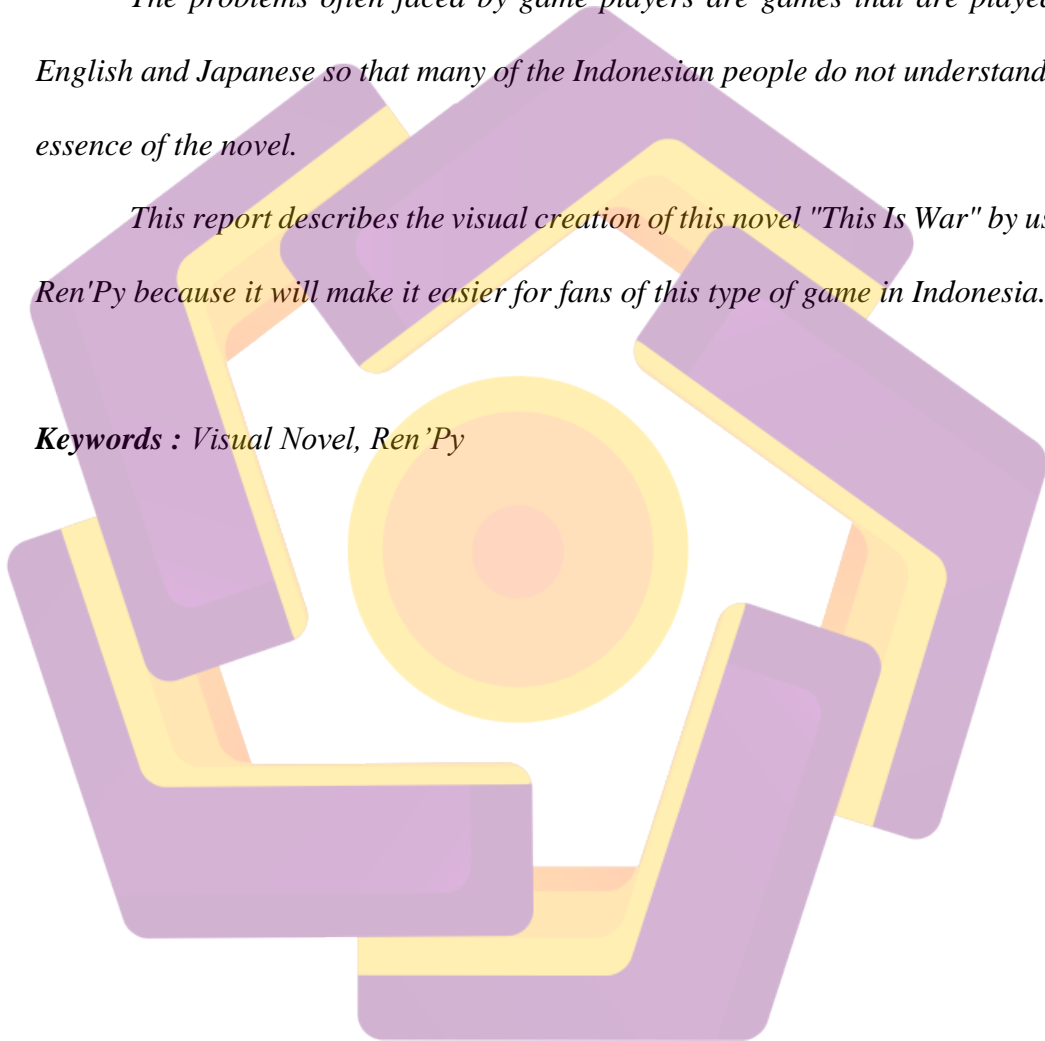 The problems often faced by game players are games that are played
English and Japanese so that many of the Indonesian people do not understand
essence of the novel.
This report describes the visual creation of this novel "This Is War" by
Ren'Py because it will make it easier for fans of this type of game in Indonesia.
Keywords : Visual Novel, Ren’Py